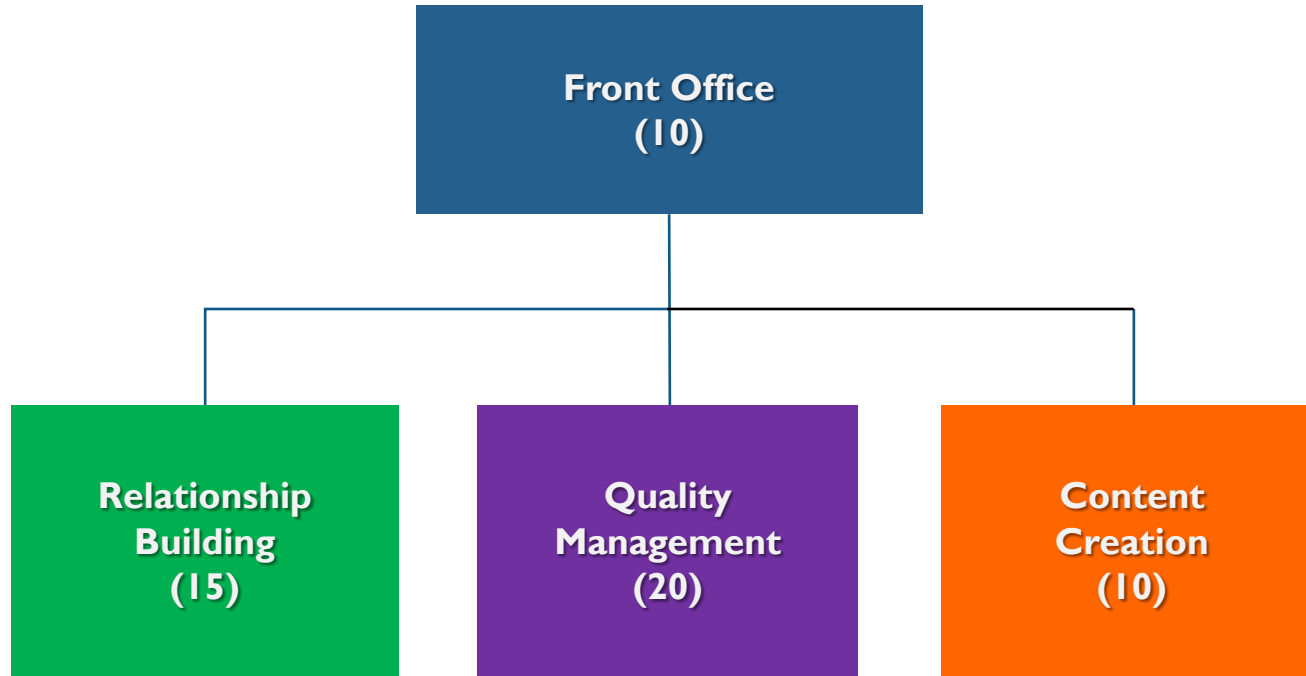 Front Office
(10)
Relationship
Building
(15)
Quality
Management
(20)
Content
Creation
(10)